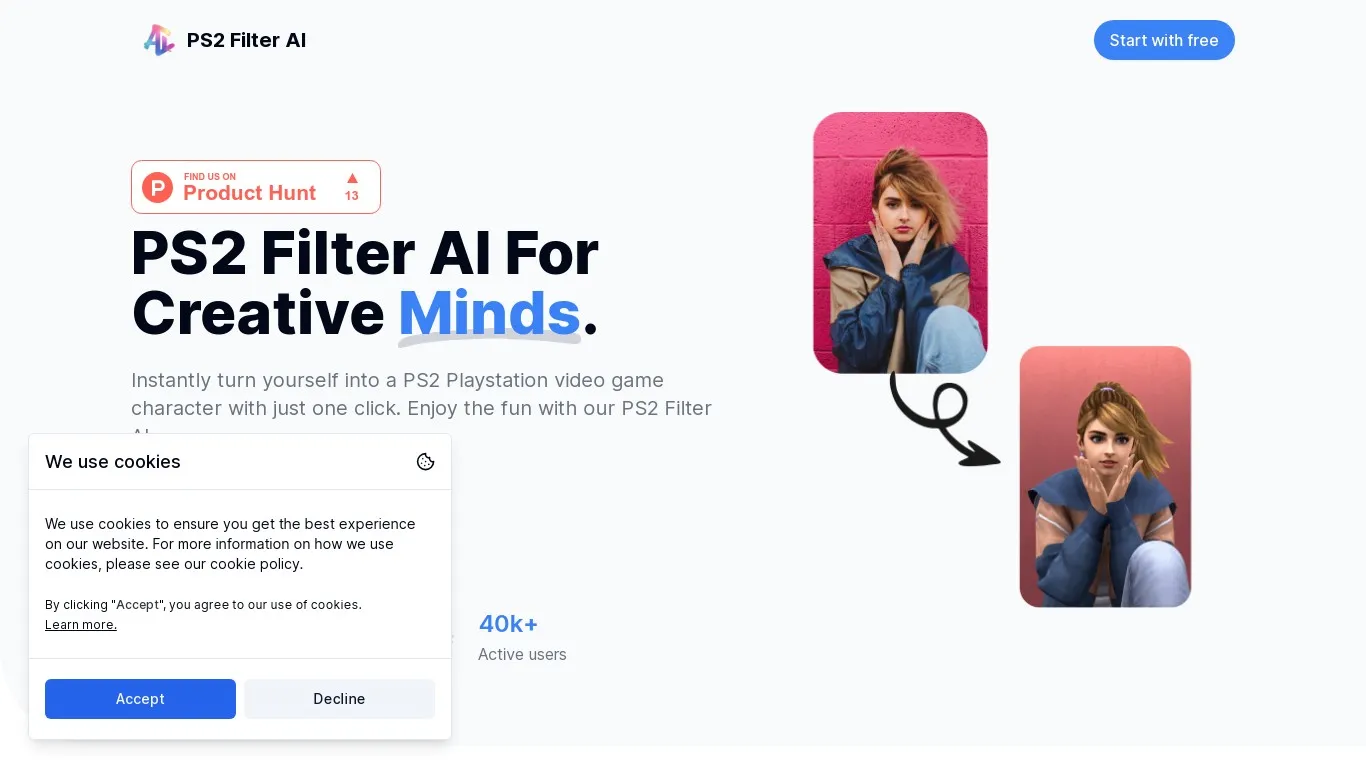 PS2 Filter AI
Start with free
FIND US ON
Product Hunt
13
PS2 Filter AI For
Creative Minds.
Instantly turn yourself into a PS2 Playstation video game
character with just one click. Enjoy the fun with our PS2 Filter
We use cookies
We use cookies to ensure you get the best experience
on our website. For more information on how we use
cookies, please see our cookie policy.
By clicking "Accept", you agree to our use of cookies.
Learn more.
Accept
Decline
40k+
Active users